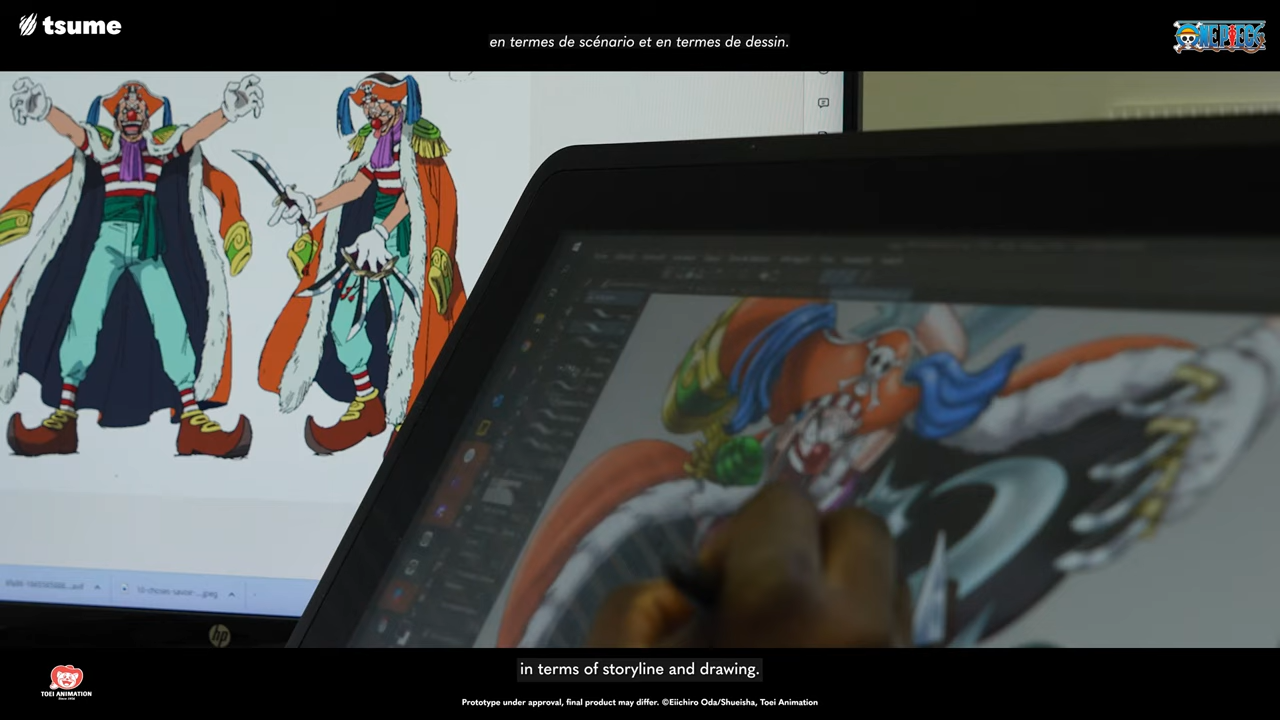 tsume
en termes de scénario et en termes de dessin.
ONE PIECE
hp
in terms of storyline and drawing.
TOEI ANIMATION
Prototype under approval, final product may differ. ©Eiichiro Oda/Shueisha, Toei Animation